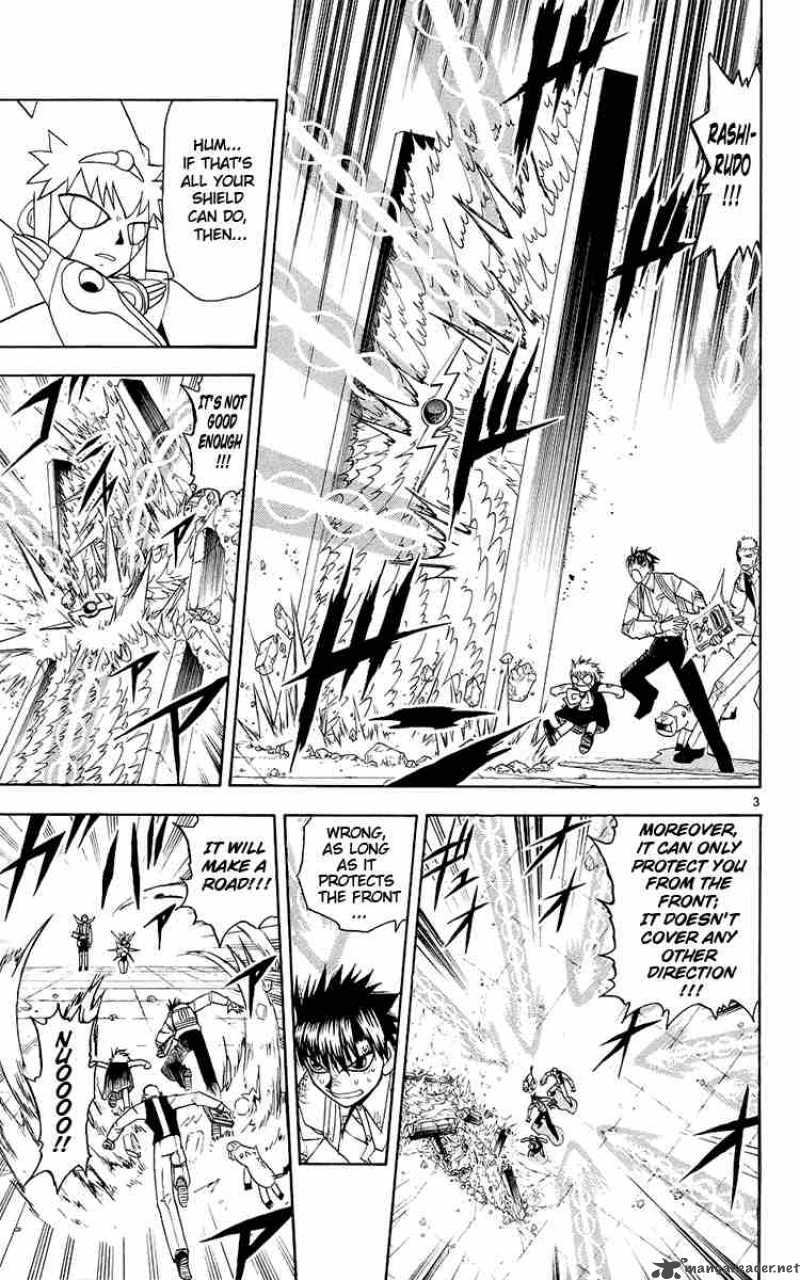 RASHI-
RUDO
!!!
HUM...
IF THAT'S
ALL YOUR
SHIELD
CAN DO,
THEN...
IT'S NOT
GOOD
ENOUGH
!!!
3
MOREOVER,
IT CAN ONLY
PROTECT YOU
FROM THE
FRONT;
IT DOESN'T
COVER ANY
OTHER
DIRECTION
!!!
WRONG,
AS LONG
AS IT
PROTECTS
THE FRONT
...
IT WILL
MAKE A
ROAD!!!
NUOOOO!!
mangareader.net